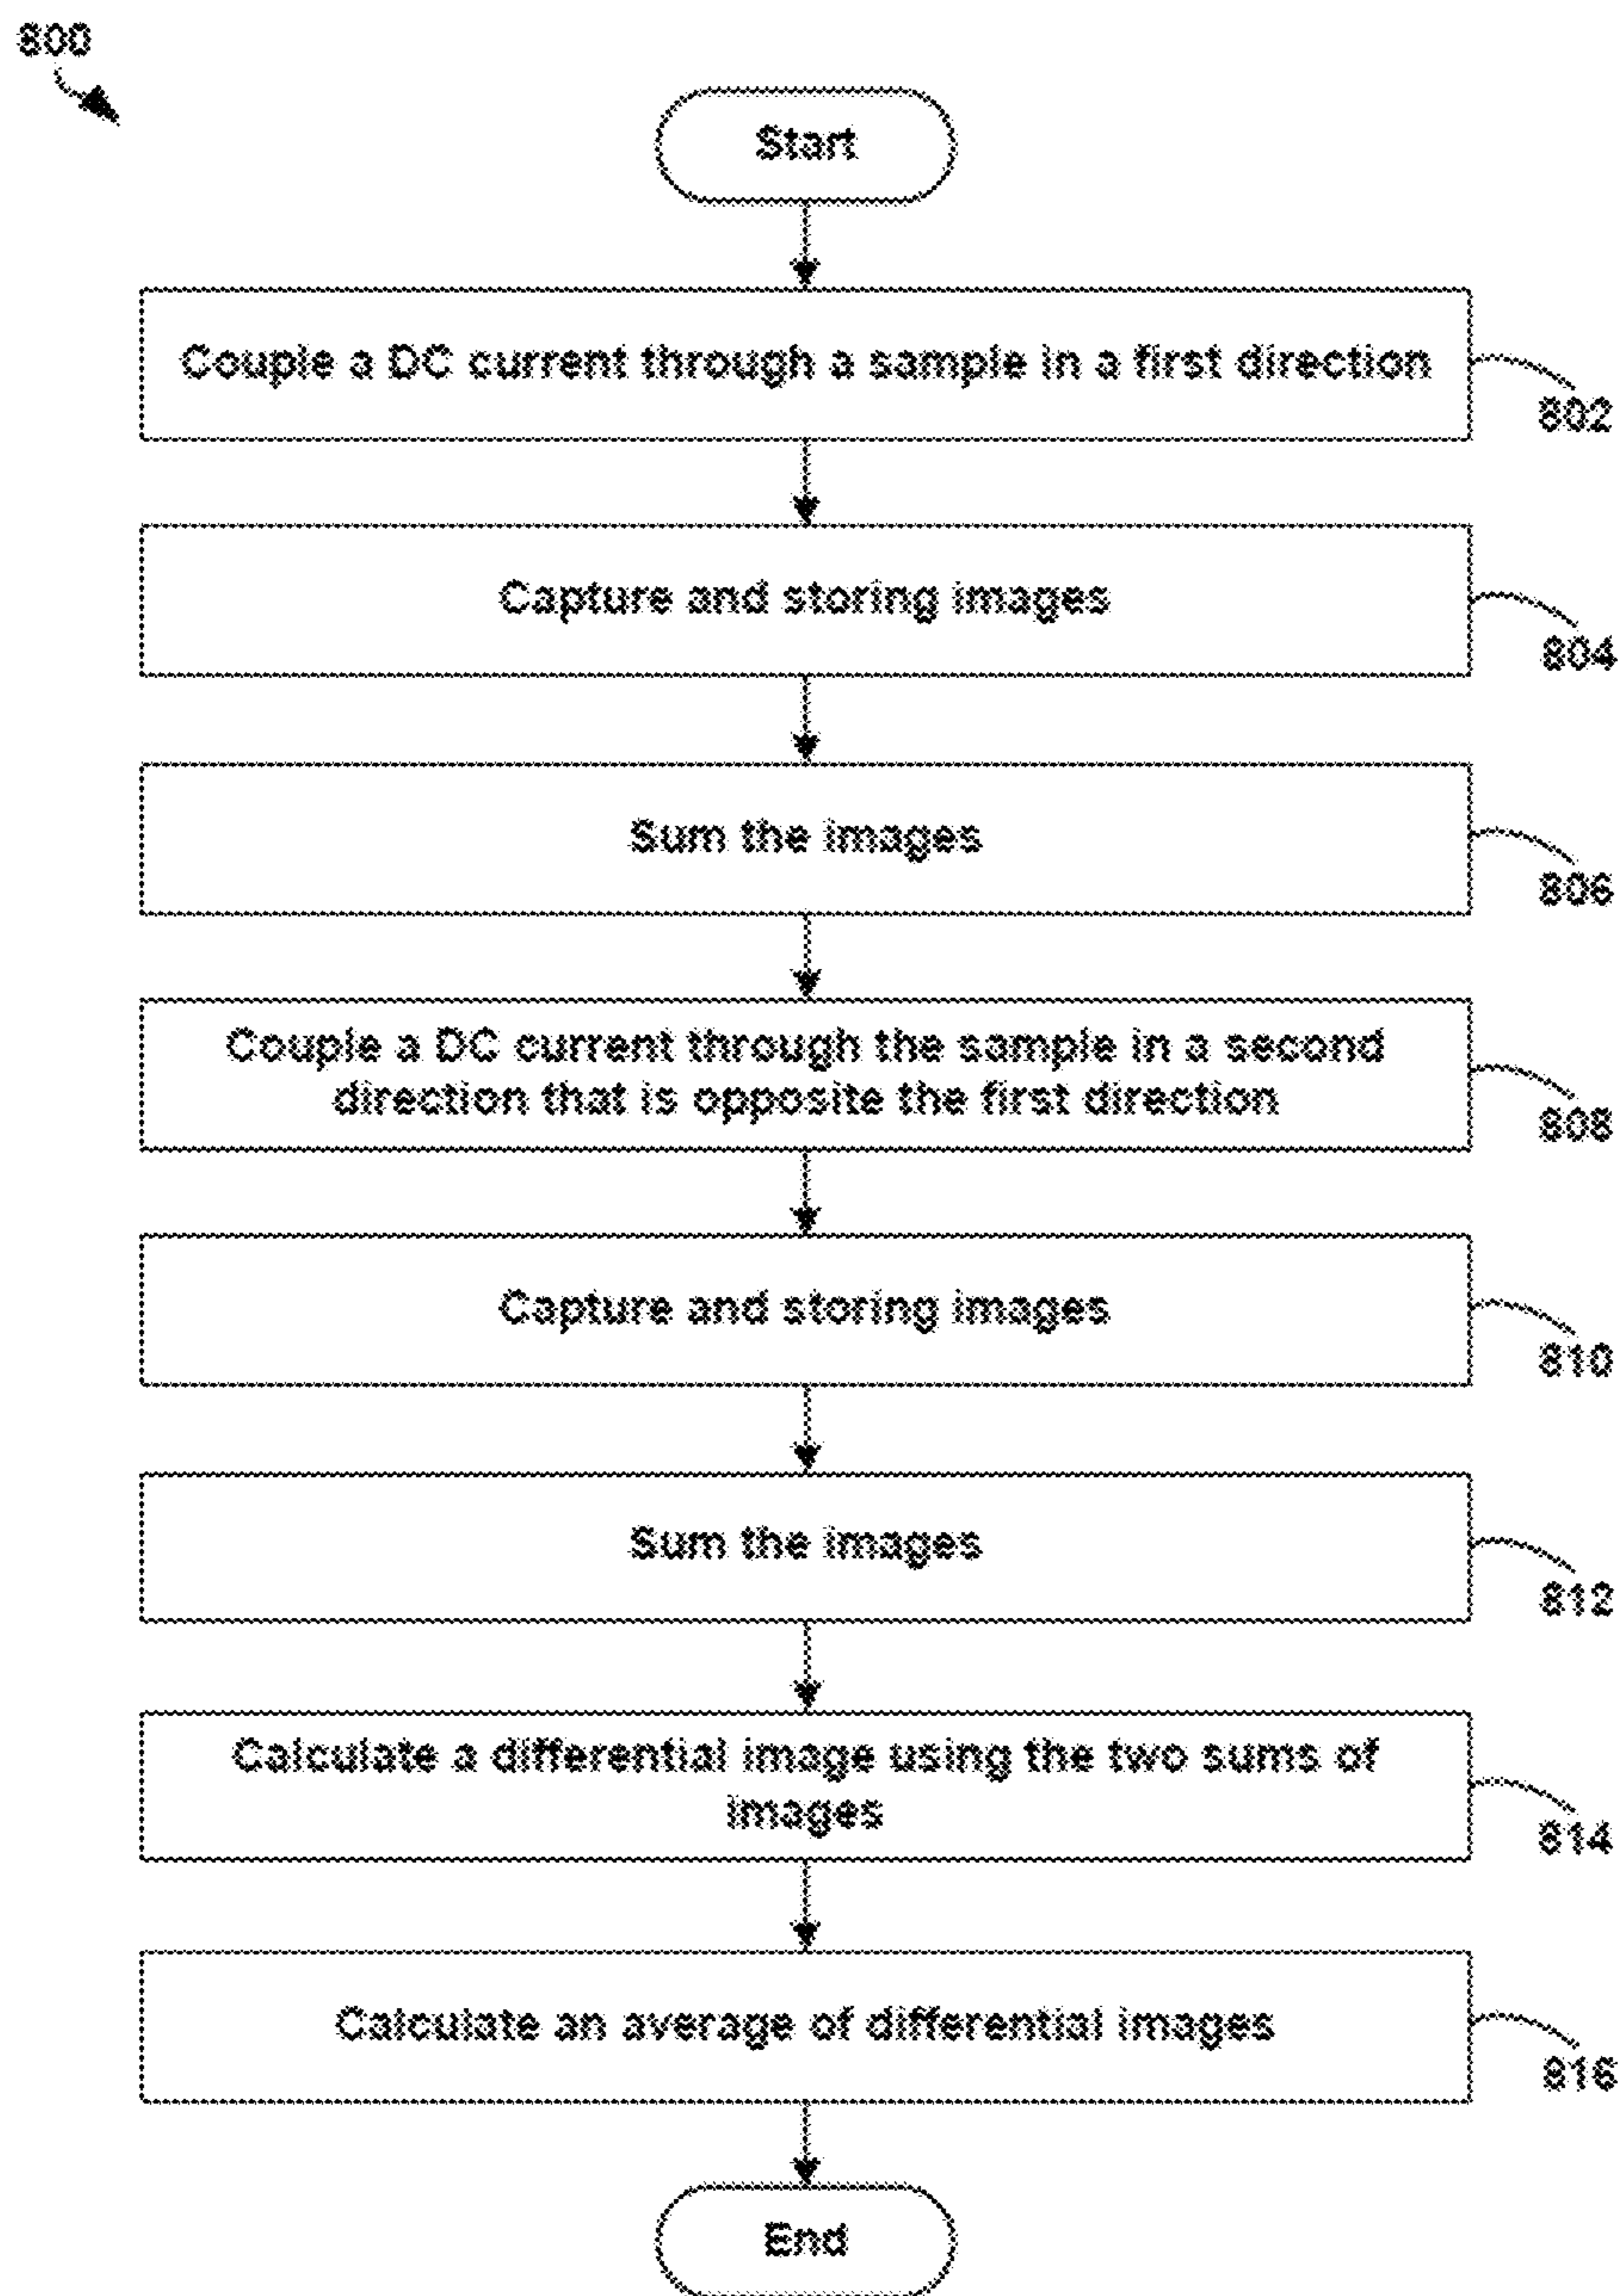 800
Start
Couple a DC current through a sample in a first direction
802
Capture and storing images
804
Sum the images
806
Couple a DC current through the sample in a second
direction that is opposite the first direction
808
Capture and storing images
810
Sum the images
812
Calculate a differential image using the two sums of
images
814
Calculate an average of differential images
816
End